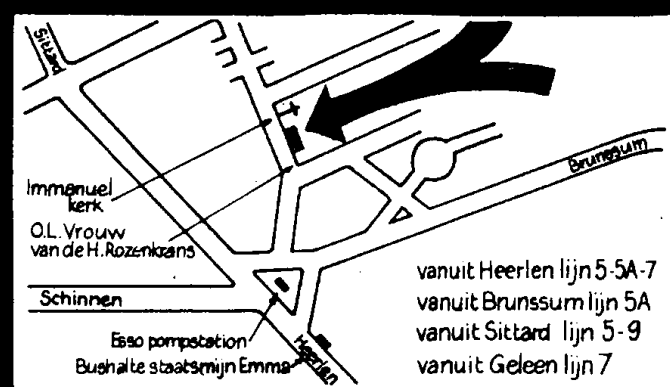 Sittard
Immanuel
kerk
O.L. Vrouw
van de H. Rozenkrans
Brunssum
Schinnen
Esso pompstation
Bushalte staatsmijn Emma
Heerlen
vanuit Heerlen lijn 5-5A-7
vanuit Brunssum lijn 5A
vanuit Sittard lijn 5-9
vanuit Geleen lijn 7